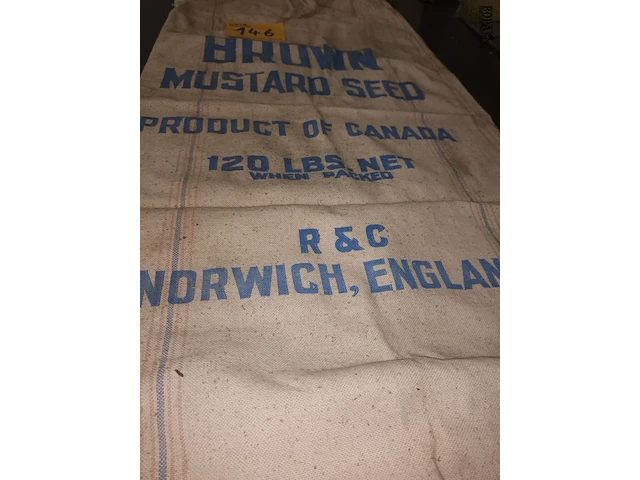 146
BROWN
MUSTARD SEED
PRODUCT OF CANADA
120 LBS. NET
WHEN PACKED
R & C
NORWICH, ENGLAN